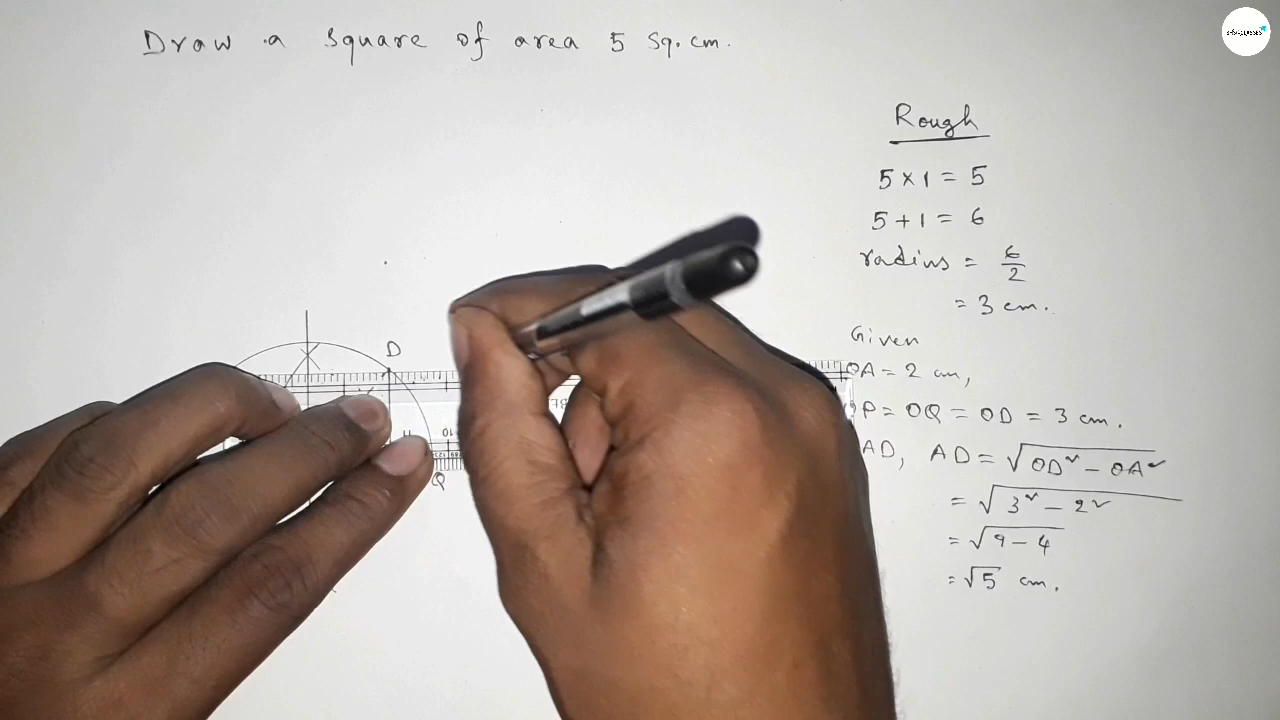 Draw a square of area 5 sq.cm.
Rough
5 × 1 = 5
5 + 1 = 6
radius = 6/2
= 3 cm.
Given
OA = 2 cm,
OP = OQ = OD = 3 cm.
AD, AD = √OD² - OA²
= √3² - 2²
= √9 - 4
= √5 cm.
D
Q